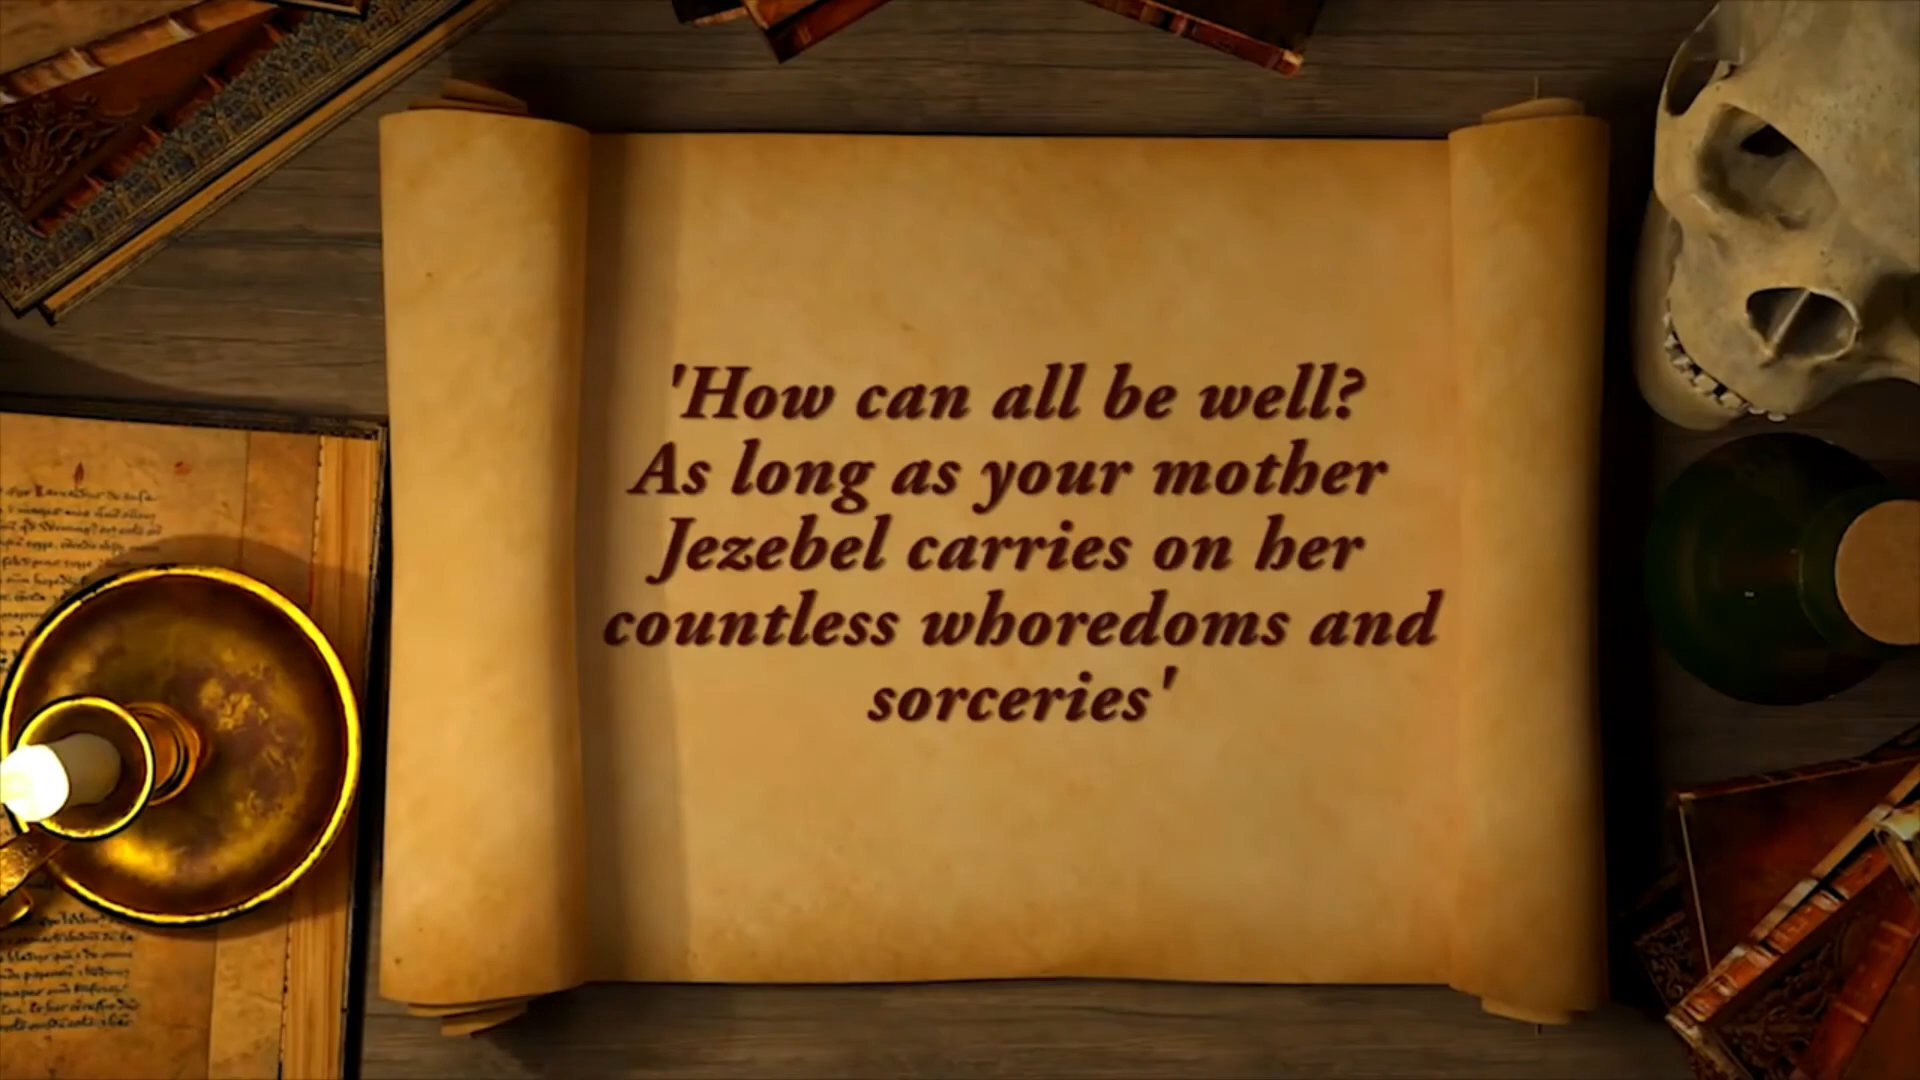 'How can all be well?
As long as your mother
Jezebel carries on her
countless whoredoms and
sorceries'